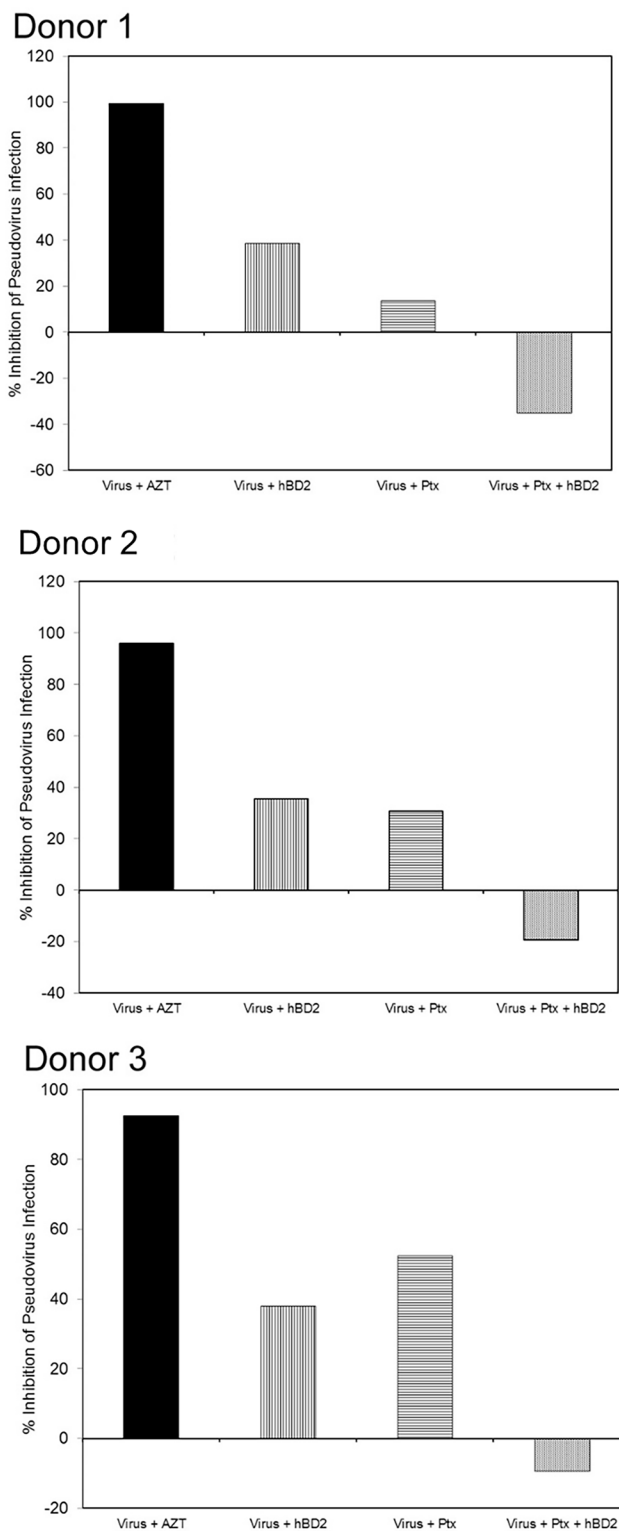 Donor 1
% Inhibition pf Pseudovirus infection
120
100
80
60
40
20
0
-20
-40
-60
Virus + AZT
Virus + hBD2
Virus + Ptx
Virus + Ptx + hBD2
Donor 2
% Inhibition of Pseudovirus Infection
120
100
80
60
40
20
0
-20
-40
Virus + AZT
Virus + hBD2
Virus + Ptx
Virus + Ptx + hBD2
Donor 3
% Inhibition of Pseudovirus Infection
100
80
60
40
20
0
-20
Virus + AZT
Virus + hBD2
Virus + Ptx
Virus + Ptx + hBD2